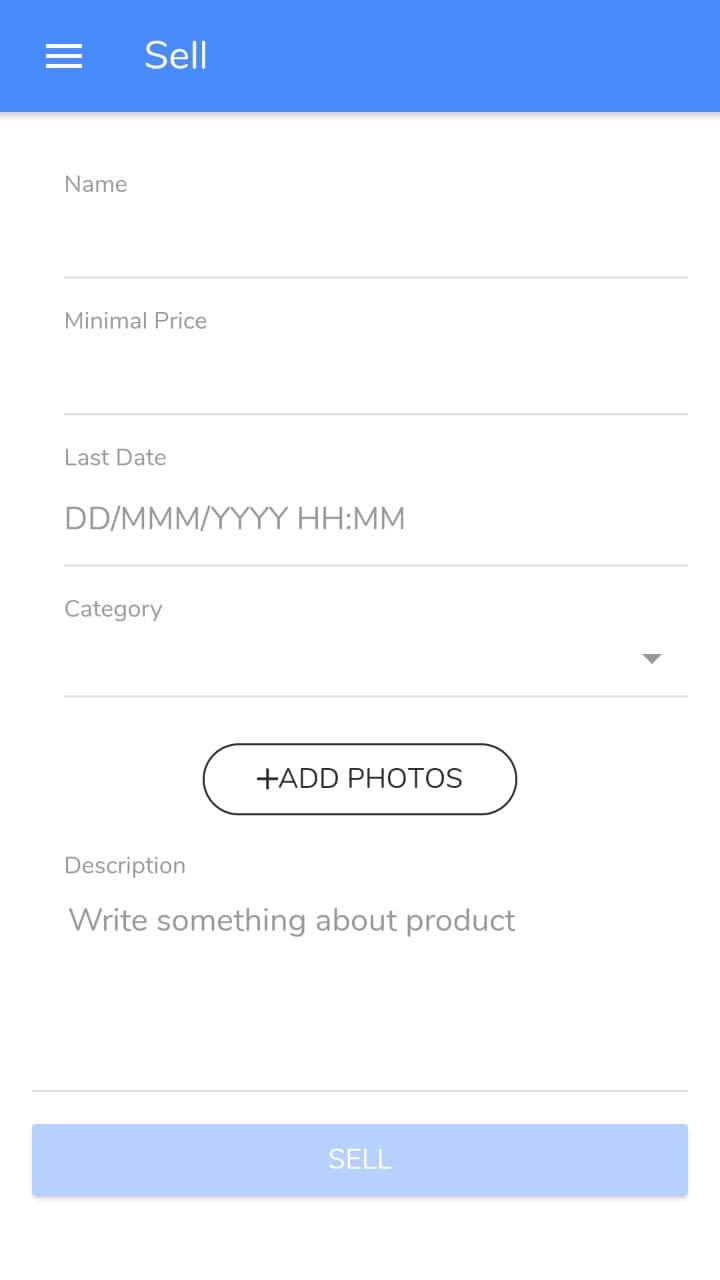 Sell
Name
Minimal Price
Last Date
DD/MMM/YYYY HH:MM
Category
+ADD PHOTOS
Description
Write something about product
SELL